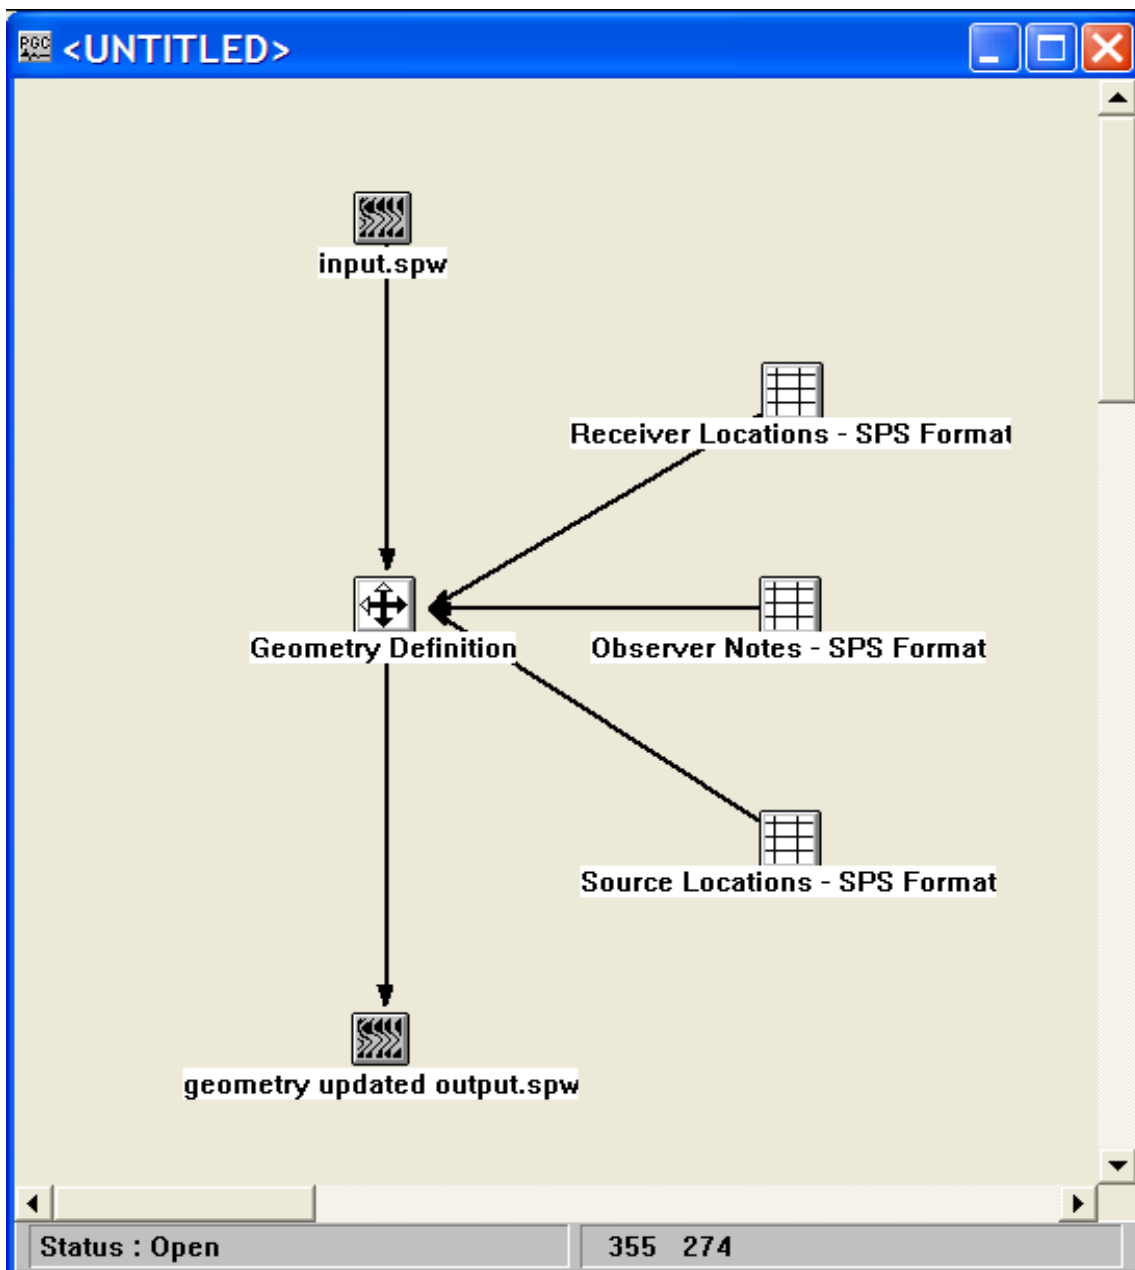 PGC <UNTITLED>
input.spw
Receiver Locations - SPS Format
Geometry Definition
Observer Notes - SPS Format
Source Locations - SPS Format
geometry updated output.spw
Status : Open
355 274